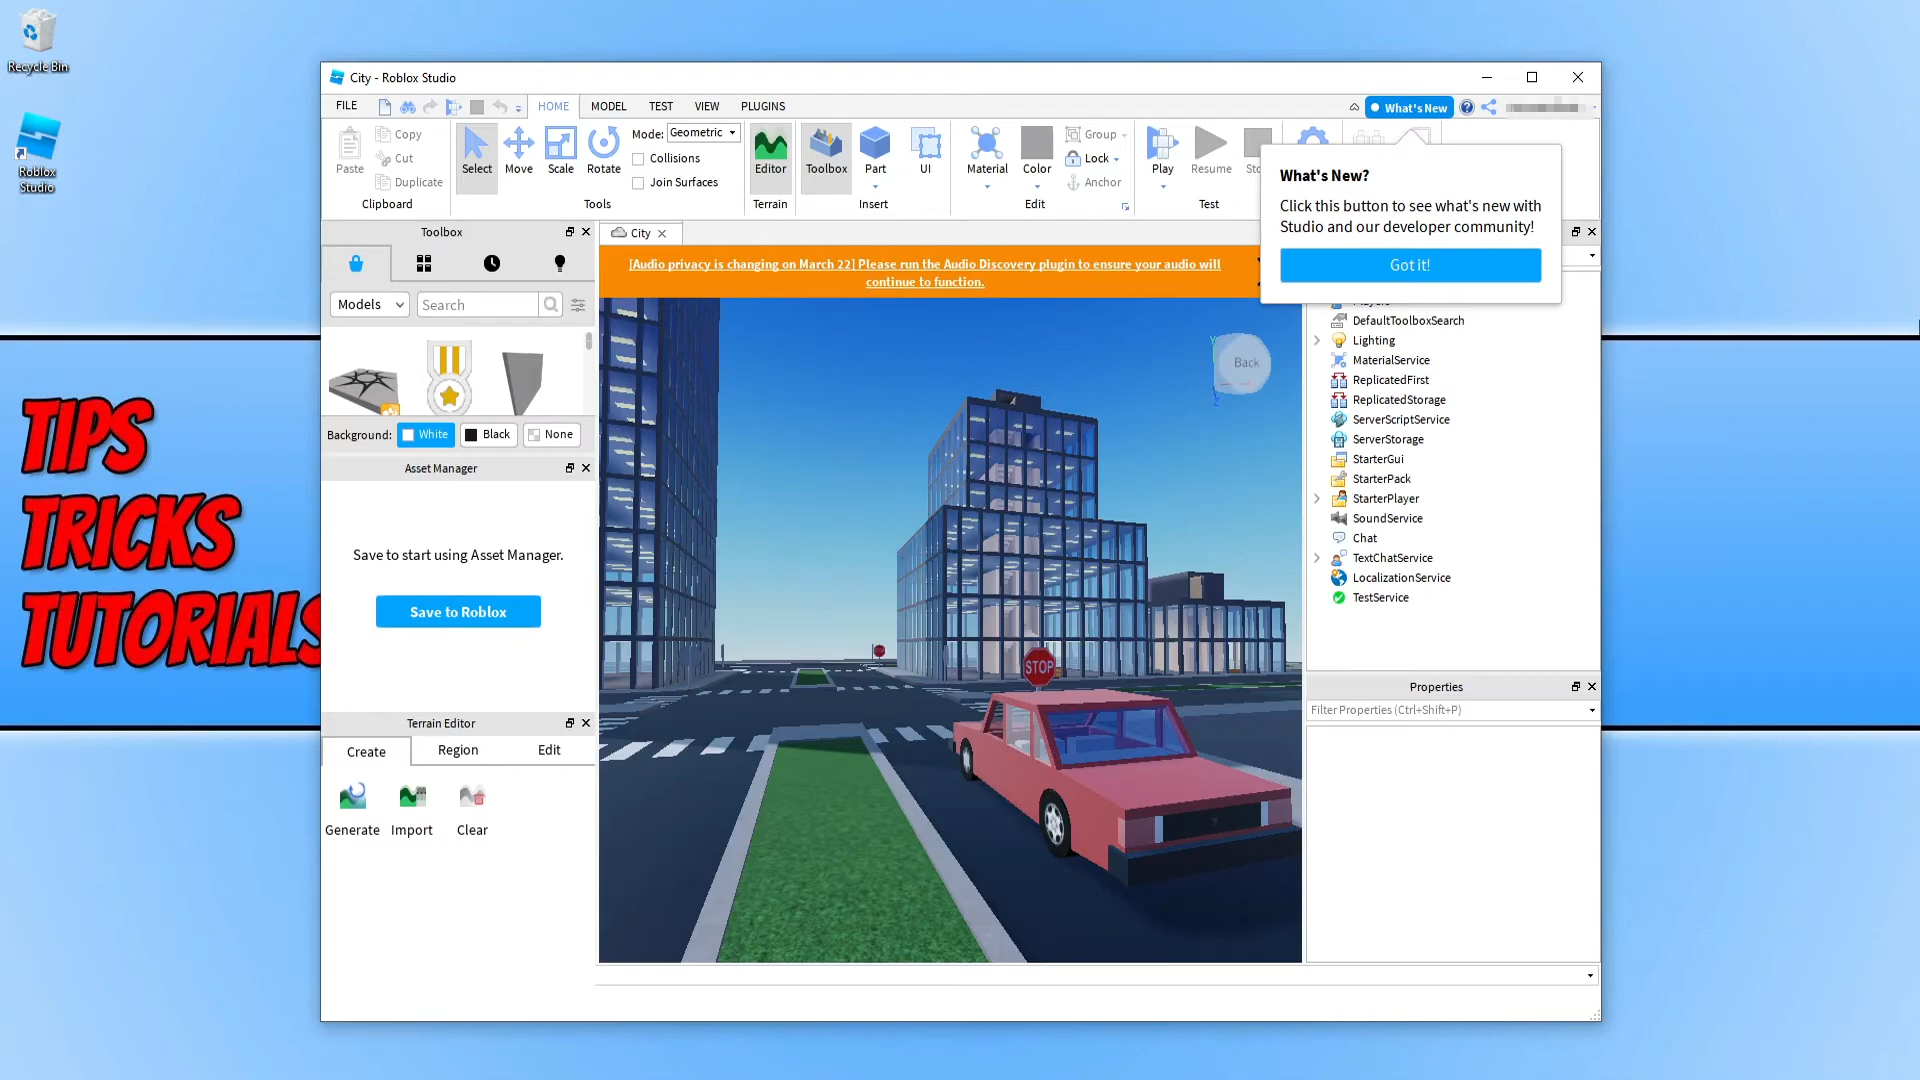 Recycle Bin
Roblox
Studio
TIPS
TRICKS
TUTORIALS
City - Roblox Studio
FILE
HOME
MODEL
TEST
VIEW
PLUGINS
What's New
Paste
Copy
Cut
Duplicate
Clipboard
Select
Move
Scale
Rotate
Mode: Geometric
Collisions
Join Surfaces
Tools
Editor
Terrain
Toolbox
Part
UI
Insert
Material
Color
Group
Lock
Anchor
Edit
Play
Resume
Test
What's New?
Click this button to see what's new with
Studio and our developer community!
Got it!
Toolbox
Models
Search
Background:
White
Black
None
Asset Manager
Save to start using Asset Manager.
Save to Roblox
Terrain Editor
Create
Region
Edit
Generate
Import
Clear
City
[Audio privacy is changing on March 22] Please run the Audio Discovery plugin to ensure your audio will
continue to function.
Y
Z
Back
STOP
DefaultToolboxSearch
Lighting
MaterialService
ReplicatedFirst
ReplicatedStorage
ServerScriptService
ServerStorage
StarterGui
StarterPack
StarterPlayer
SoundService
Chat
TextChatService
LocalizationService
TestService
Properties
Filter Properties (Ctrl+Shift+P)